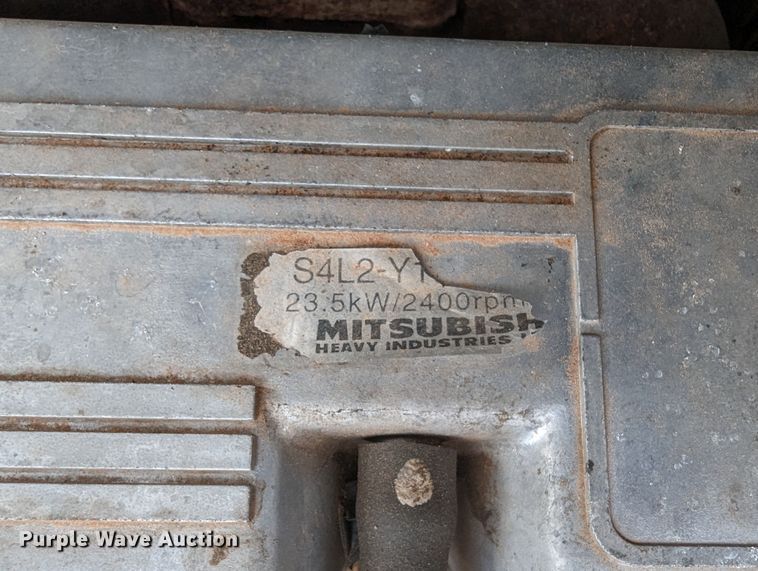 S4L2-Y1
23.5kW/2400rpm
MITSUBISH
HEAVY INDUSTRIES
Purple Wave Auction